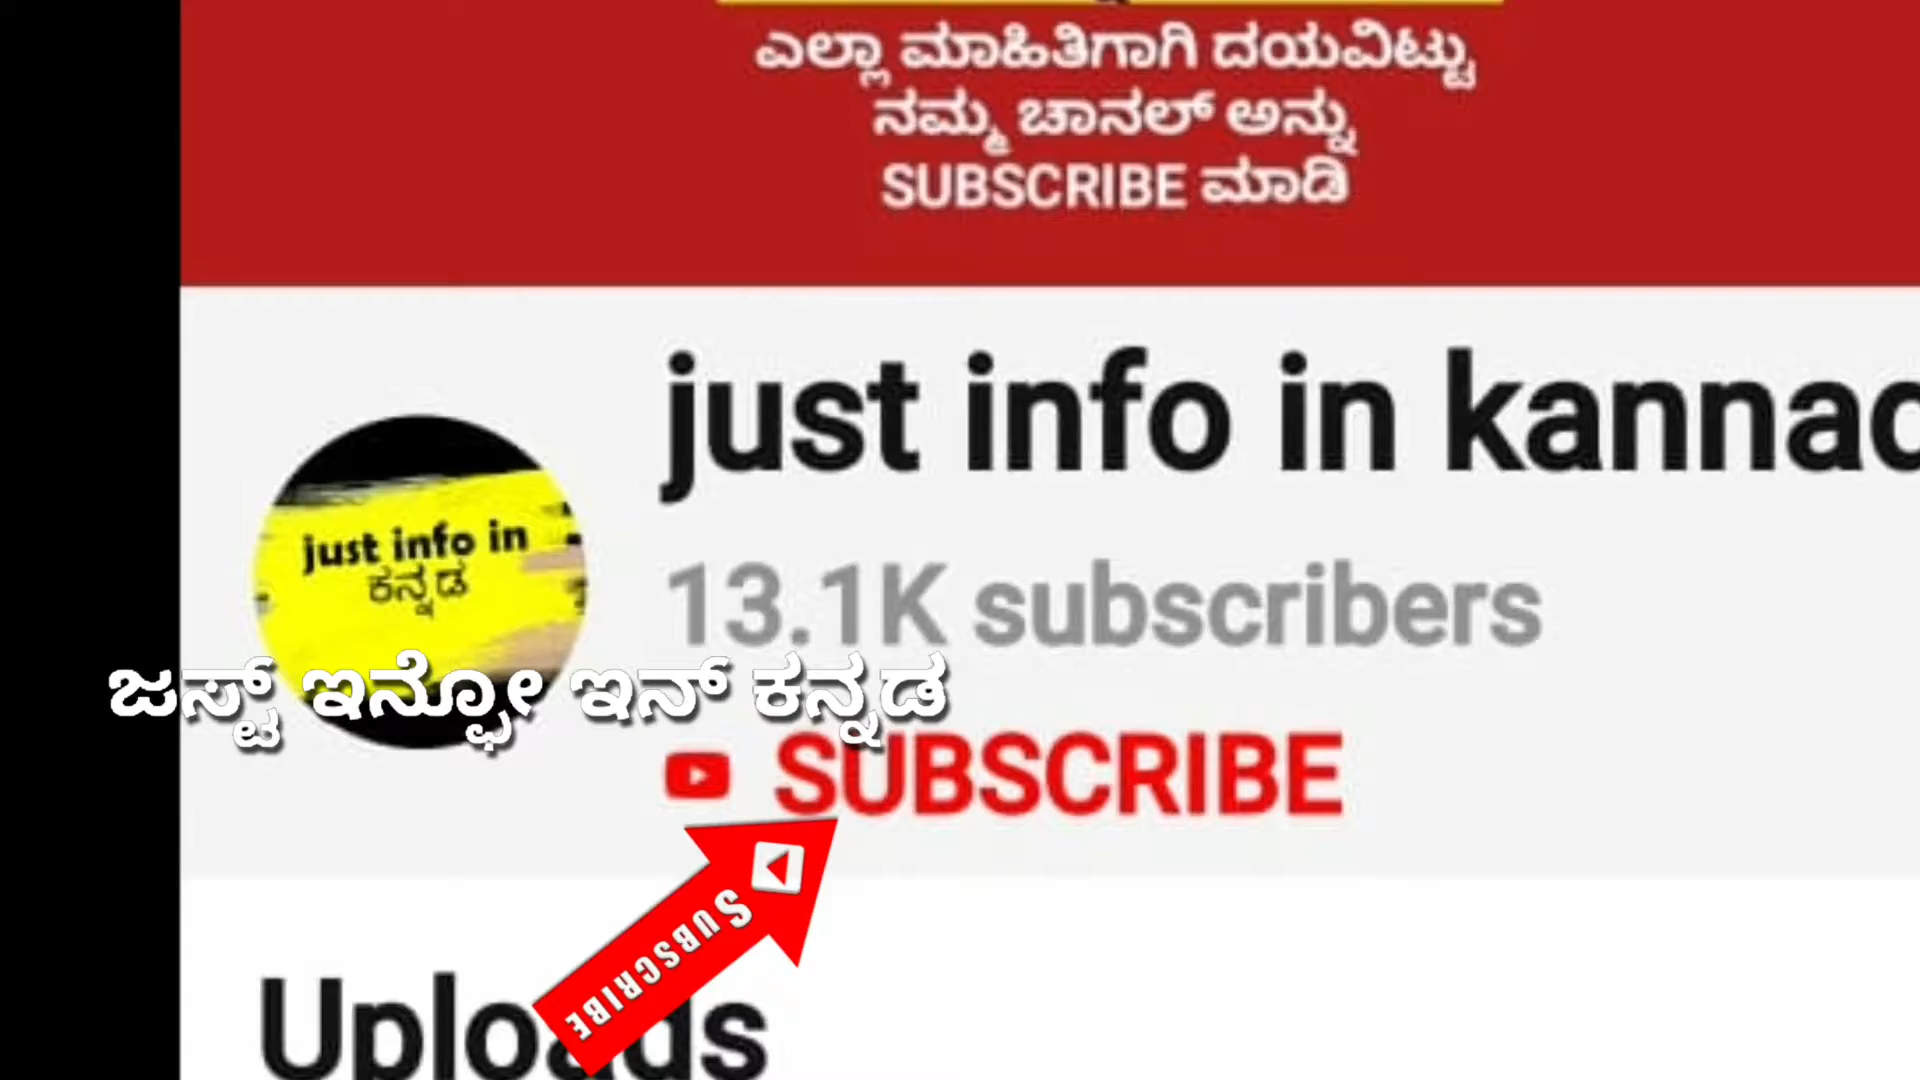 ಎಲ್ಲಾ ಮಾಹಿತಿಗಾಗಿ ದಯವಿಟ್ಟು
ನಮ್ಮ ಚಾನಲ್ ಅನ್ನು
SUBSCRIBE ಮಾಡಿ
just info in kannad
13.1K subscribers
just info in
ಕನ್ನಡ
ಜಸ್ಟ್ ಇನ್ಫೋ ಇನ್ ಕನ್ನಡ
SUBSCRIBE
SUBSCRIBE
Uploads